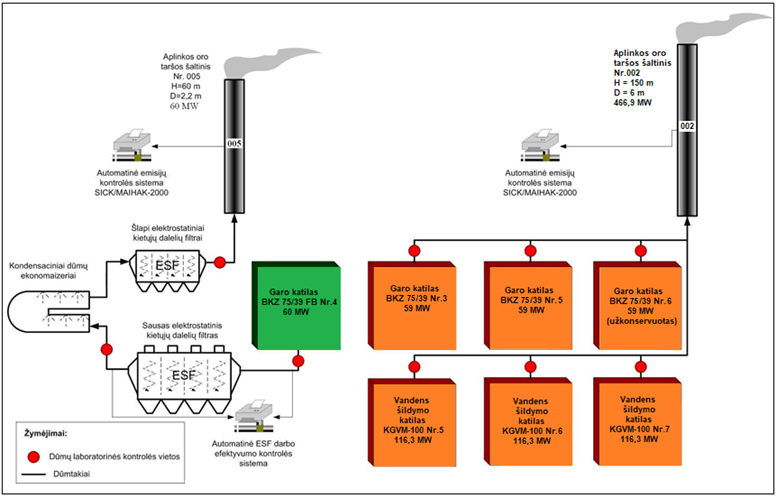 Aplinkos oro
taršos šaltinis
Nr. 005
H=60 m
D=2,2 m
60 MW
005
Automatinė emisijų
kontrolės sistema
SICK/MAIHAK-2000
Šlapi elektrostatiniai
kietųjų dalelių filtrai
ESF
Kondensaciniai dūmų
ekonomaizeriai
Sausas elektrostatinis
kietųjų dalelių filtras
ESF
Garo katilas
BKZ 75/39 FB Nr.4
60 MW
Automatinė ESF darbo
efektyvumo kontrolės
sistema
Žymėjimai:
Dūmų laboratorinės kontrolės vietos
Dūmtakiai
Aplinkos oro
taršos šaltinis
Nr.002
H = 150 m
D = 6 m
466,9 MW
002
Automatinė emisijų
kontrolės sistema
SICK/MAIHAK-2000
Garo katilas
BKZ 75/39 Nr.3
59 MW
Garo katilas
BKZ 75/39 Nr.5
59 MW
Garo katilas
BKZ 75/39 Nr.6
59 MW
(užkonservuotas)
Vandens
šildymo
katilas
KGVM-100 Nr.5
116,3 MW
Vandens
šildymo
katilas
KGVM-100 Nr.6
116,3 MW
Vandens
šildymo
katilas
KGVM-100 Nr.7
116,3 MW